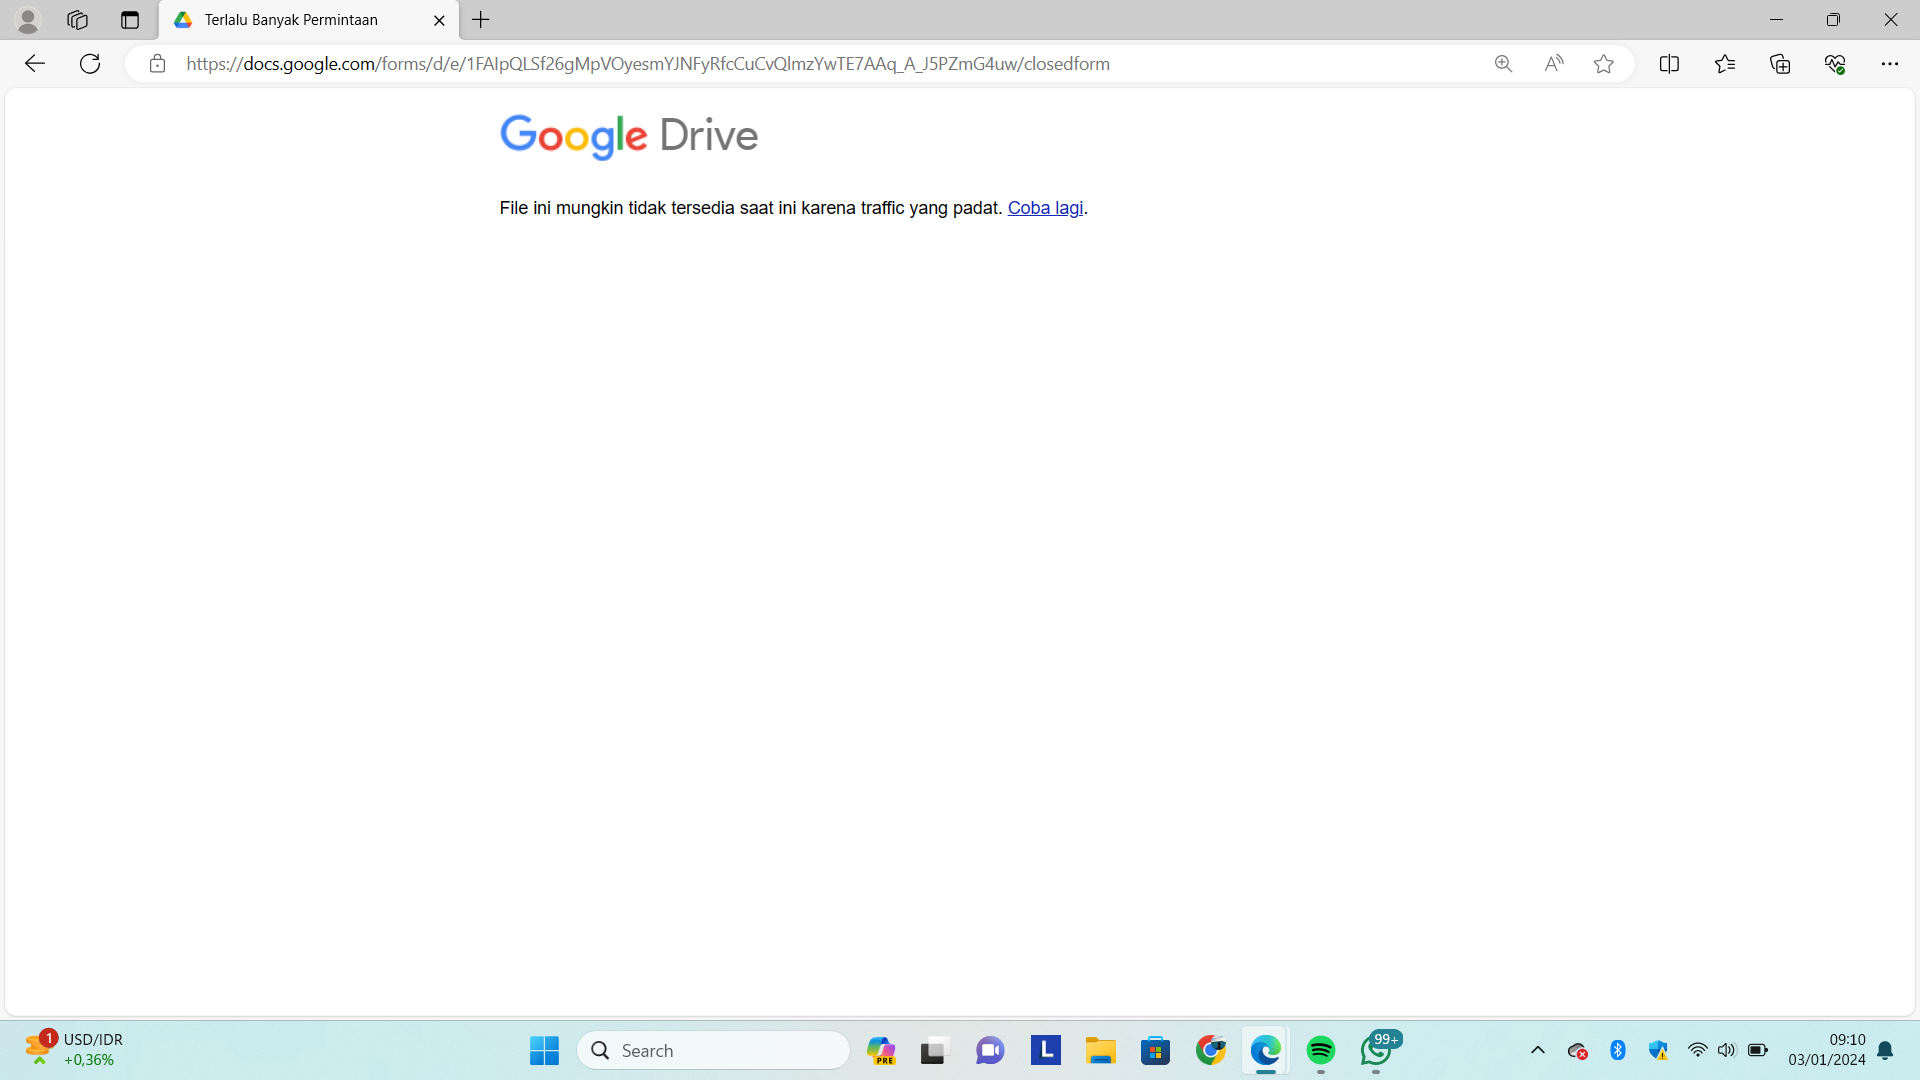 Terlalu Banyak Permintaan
https://docs.google.com/forms/d/e/1FAIpQLSf26gMpVOyesmYJNFyRfcCuCvQlmzYwTE7AAq_A_J5PZmG4uw/closedform
Google Drive
File ini mungkin tidak tersedia saat ini karena traffic yang padat. Coba lagi.
1
USD/IDR
+0,36%
Search
PRE
L
99+
09:10
03/01/2024